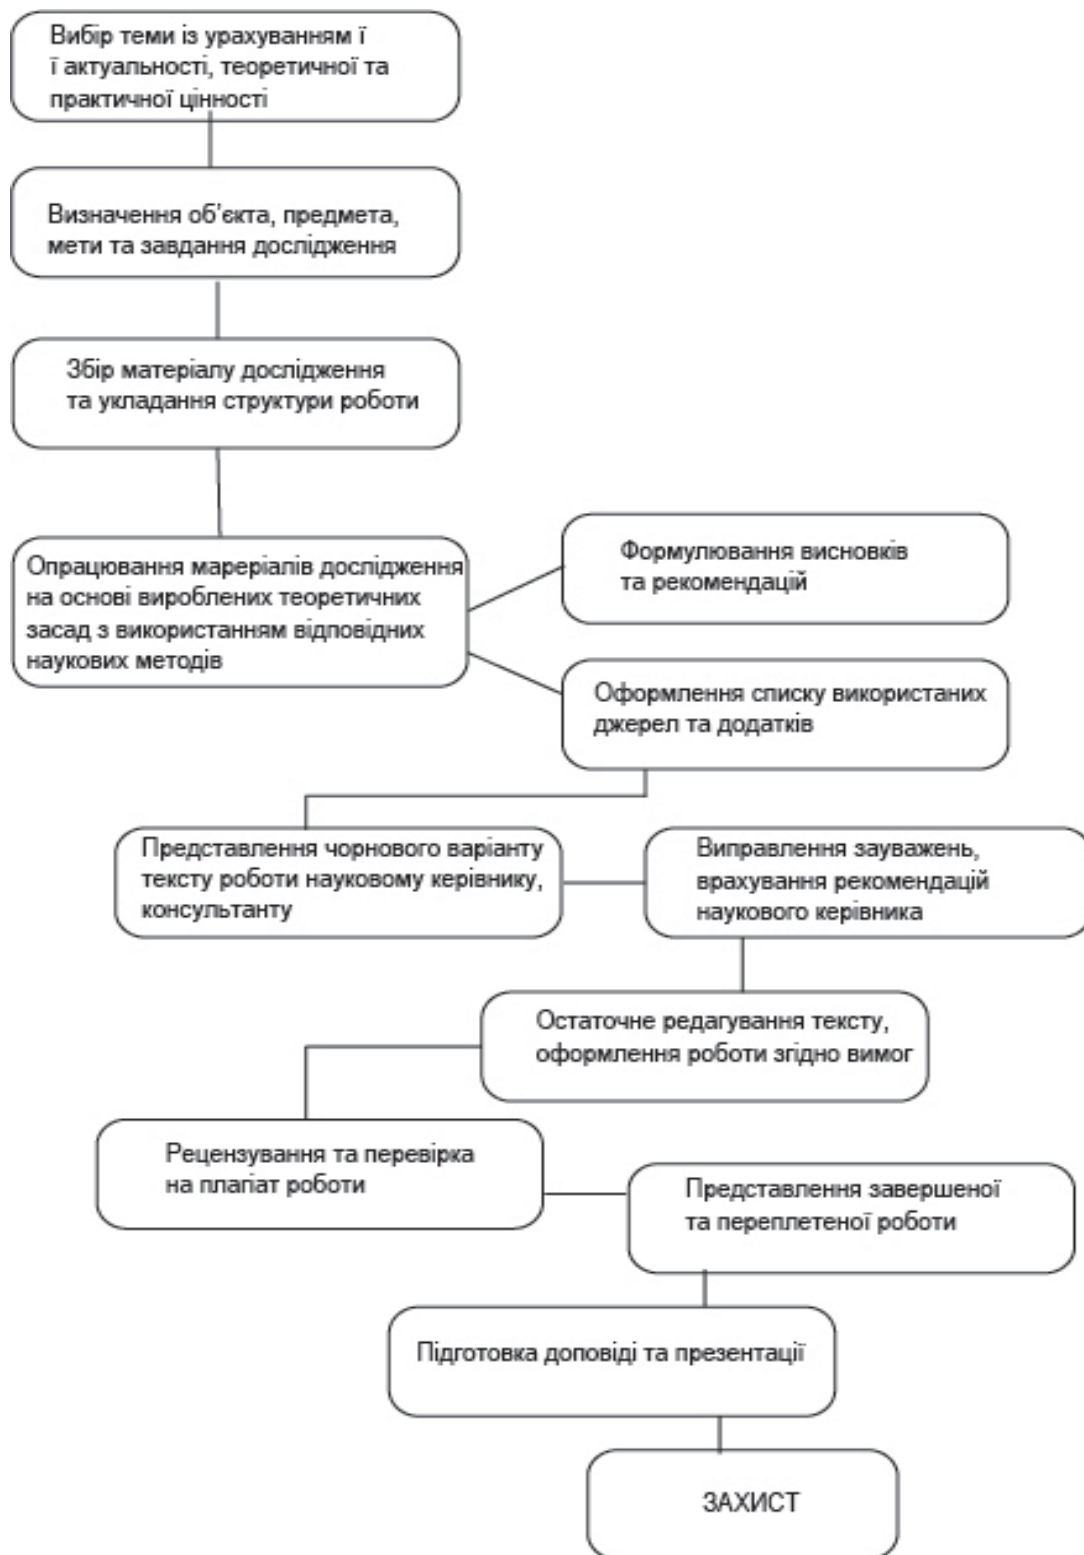 Вибір теми із урахуванням ї
ї актуальності, теоретичної та
практичної цінності
Визначення об'єкта, предмета,
мети та завдання дослідження
Збір матеріалу дослідження
та укладання структури роботи
Опрацювання мареріалів дослідження
на основі вироблених теоретичних
засад з використанням відповідних
наукових методів
Формулювання висновків
та рекомендацій
Оформлення списку використаних
джерел та додатків
Представлення чорнового варіанту
тексту роботи науковому керівнику,
консультанту
Виправлення зауважень,
врахування рекомендацій
наукового керівника
Остаточне редагування тексту,
оформлення роботи згідно вимог
Рецензування та перевірка
на плагіат роботи
Представлення завершеної
та переплетеної роботи
Підготовка доповіді та презентації
ЗАХИСТ